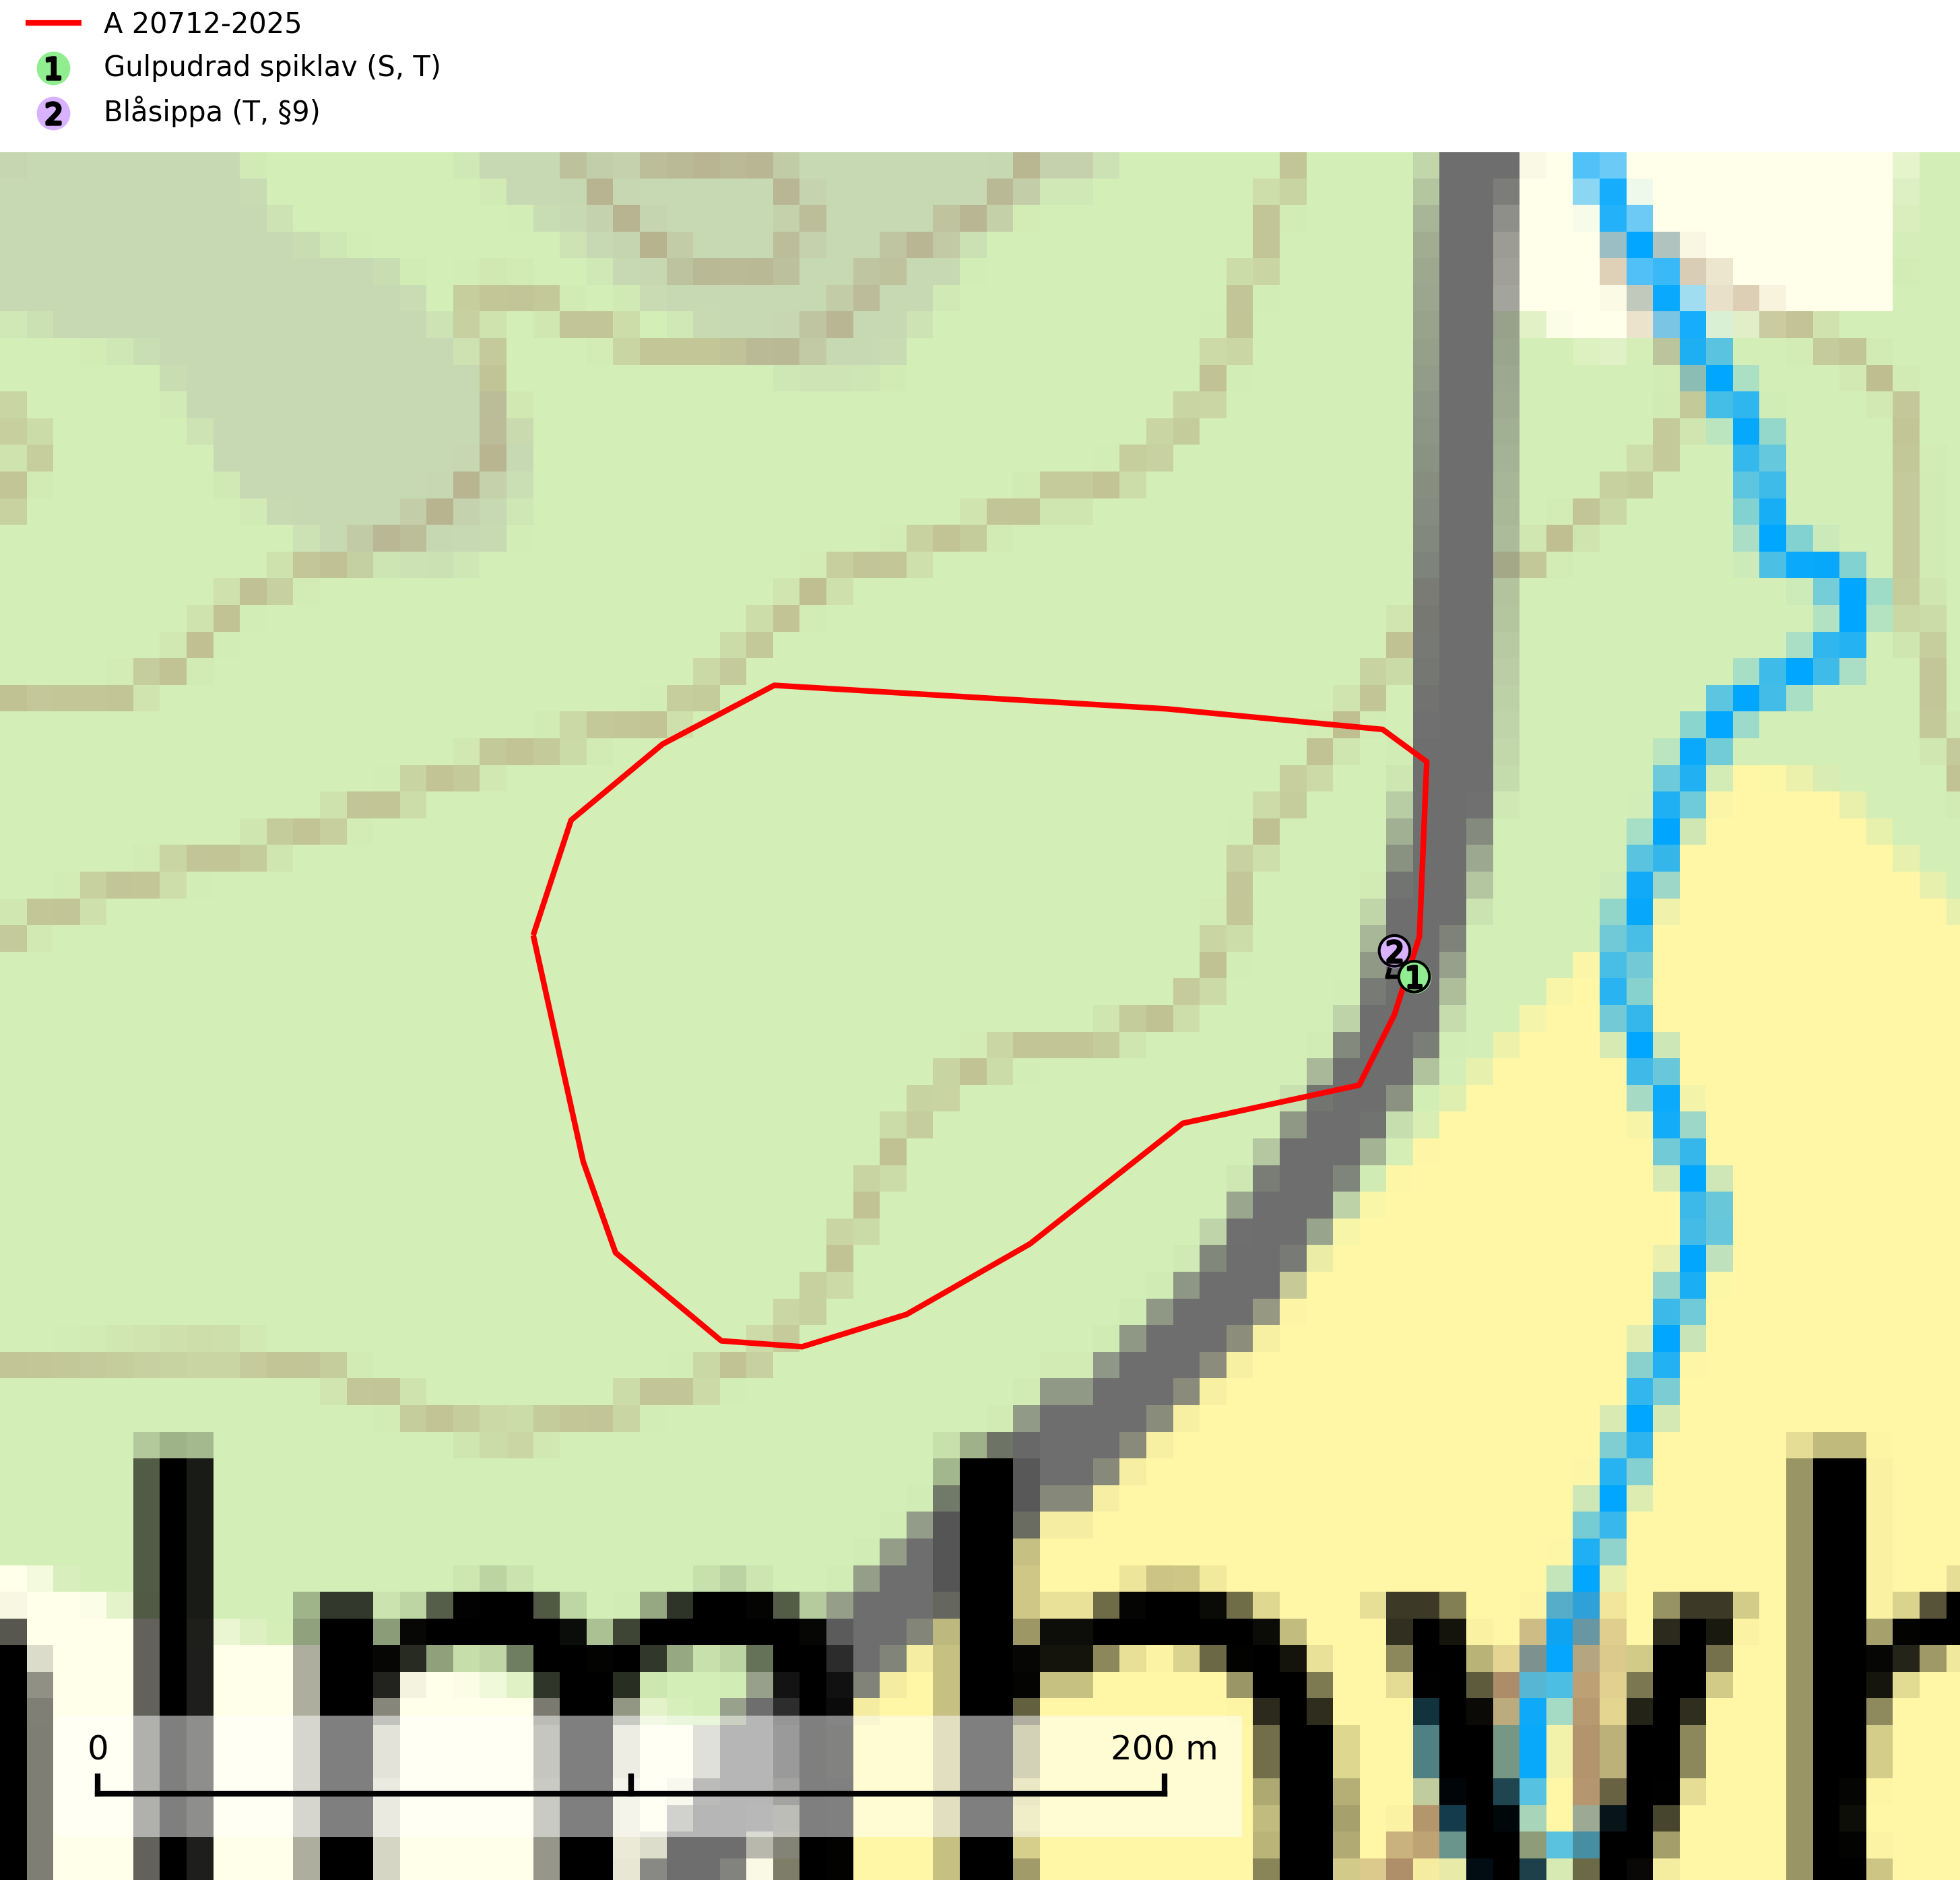 A 20712-2025
1 Gulpudrad spiklav (S, T)
2 Blåsippa (T, §9)
2
1
0 200 m